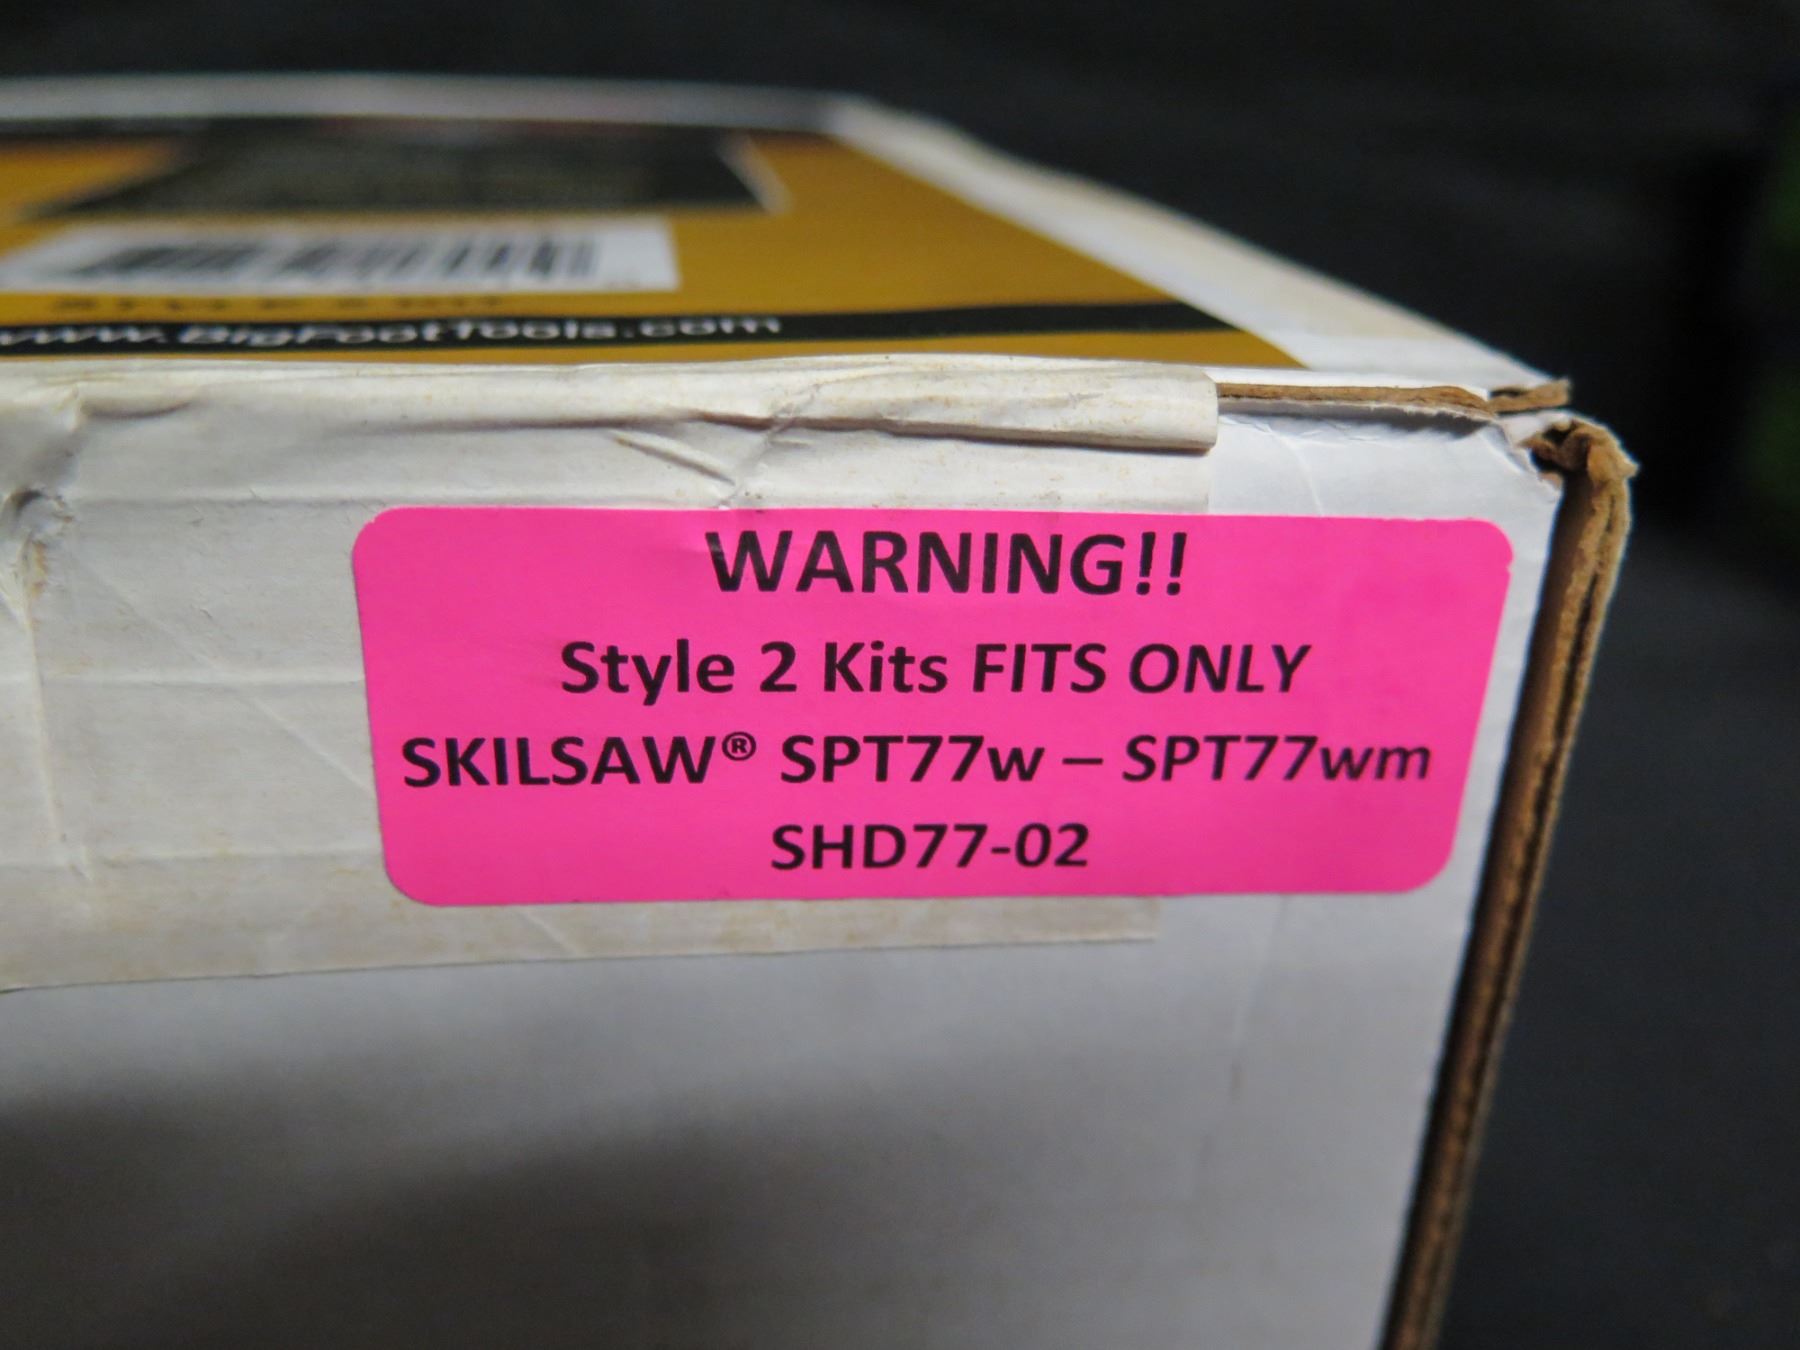 www.BigFootTools.com
WARNING!!
Style 2 Kits FITS ONLY
SKILSAW® SPT77w – SPT77wm
SHD77-02